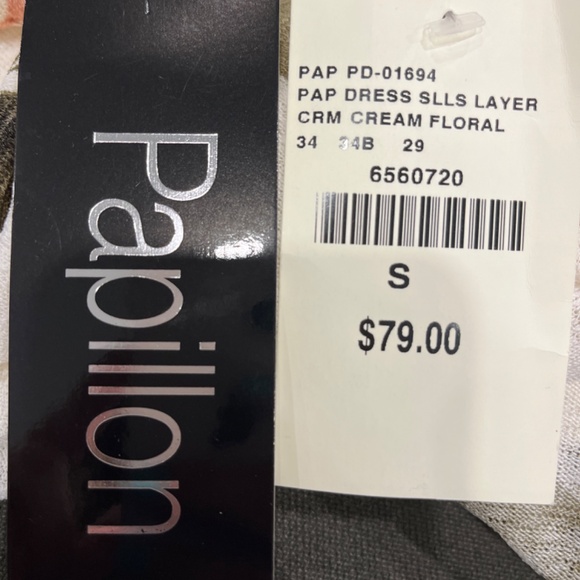 Papillon
PAP PD-01694
PAP DRESS SLLS LAYER
CRM CREAM FLORAL
34 34B 29
6560720
S
$79.00